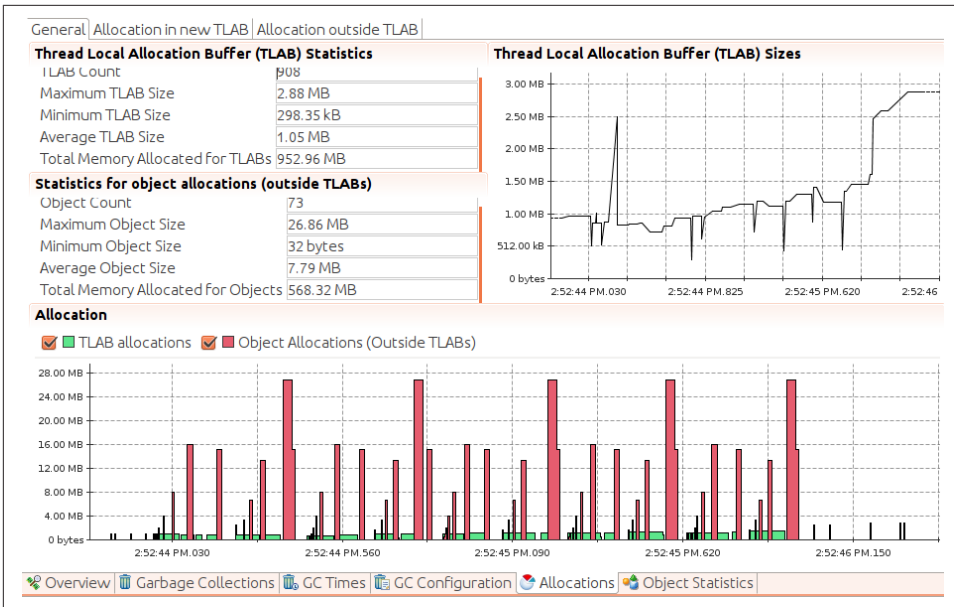 General Allocation in new TLAB Allocation outside TLAB
Thread Local Allocation Buffer (TLAB) Statistics
TLAB Count 908
Maximum TLAB Size 2.88 MB
Minimum TLAB Size 298.35 kB
Average TLAB Size 1.05 MB
Total Memory Allocated for TLABs 952.96 MB
Statistics for object allocations (outside TLABs)
Object Count 73
Maximum Object Size 26.86 MB
Minimum Object Size 32 bytes
Average Object Size 7.79 MB
Total Memory Allocated for Objects 568.32 MB
Thread Local Allocation Buffer (TLAB) Sizes
3.00 MB
2.50 MB
2.00 MB
1.50 MB
1.00 MB
512.00 kB
0 bytes
2:52:44 PM.030 2:52:44 PM.825 2:52:45 PM.620 2:52:46
Allocation
TLAB allocations Object Allocations (Outside TLABs)
28.00 MB
24.00 MB
20.00 MB
16.00 MB
12.00 MB
8.00 MB
4.00 MB
0 bytes
2:52:44 PM.030 2:52:44 PM.560 2:52:45 PM.090 2:52:45 PM.620 2:52:46 PM.150
Overview Garbage Collections GC Times GC Configuration Allocations Object Statistics